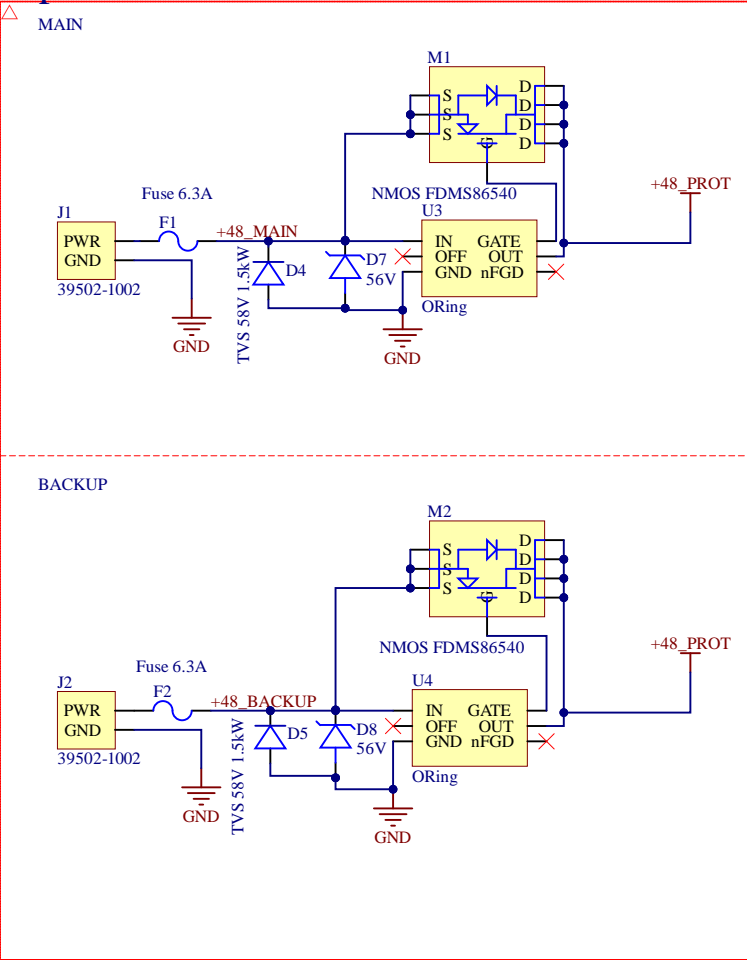 MAIN
M1
S
S
S
D
D
D
D
G
NMOS FDMS86540
+48_PROT
Fuse 6.3A
J1
F1
PWR
GND
39502-1002
+48_MAIN
GND
TVS 58V 1.5kW
D4
D7
56V
U3
IN
OFF
GND
GATE
OUT
nFGD
ORing
GND
BACKUP
M2
S
S
S
D
D
D
D
G
NMOS FDMS86540
+48_PROT
Fuse 6.3A
J2
F2
PWR
GND
39502-1002
+48_BACKUP
GND
TVS 58V 1.5kW
D5
D8
56V
U4
IN
OFF
GND
GATE
OUT
nFGD
ORing
GND